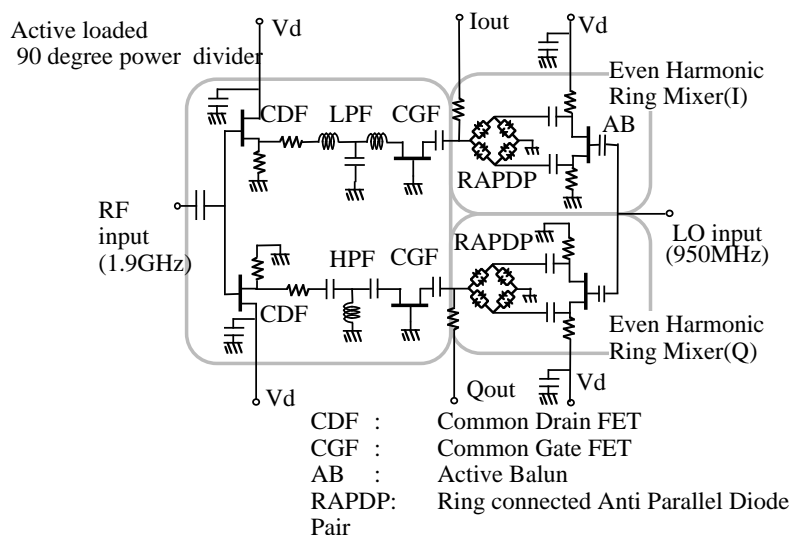 Active loaded
90 degree power divider
Vd
Iout
Vd
Even Harmonic
Ring Mixer(I)
CDF
LPF
CGF
AB
RAPDP
RF
input
(1.9GHz)
LO input
(950MHz)
RAPDP
HPF
CGF
CDF
Even Harmonic
Ring Mixer(Q)
Vd
Qout
Vd
CDF : Common Drain FET
CGF : Common Gate FET
AB : Active Balun
RAPDP: Ring connected Anti Parallel Diode
Pair